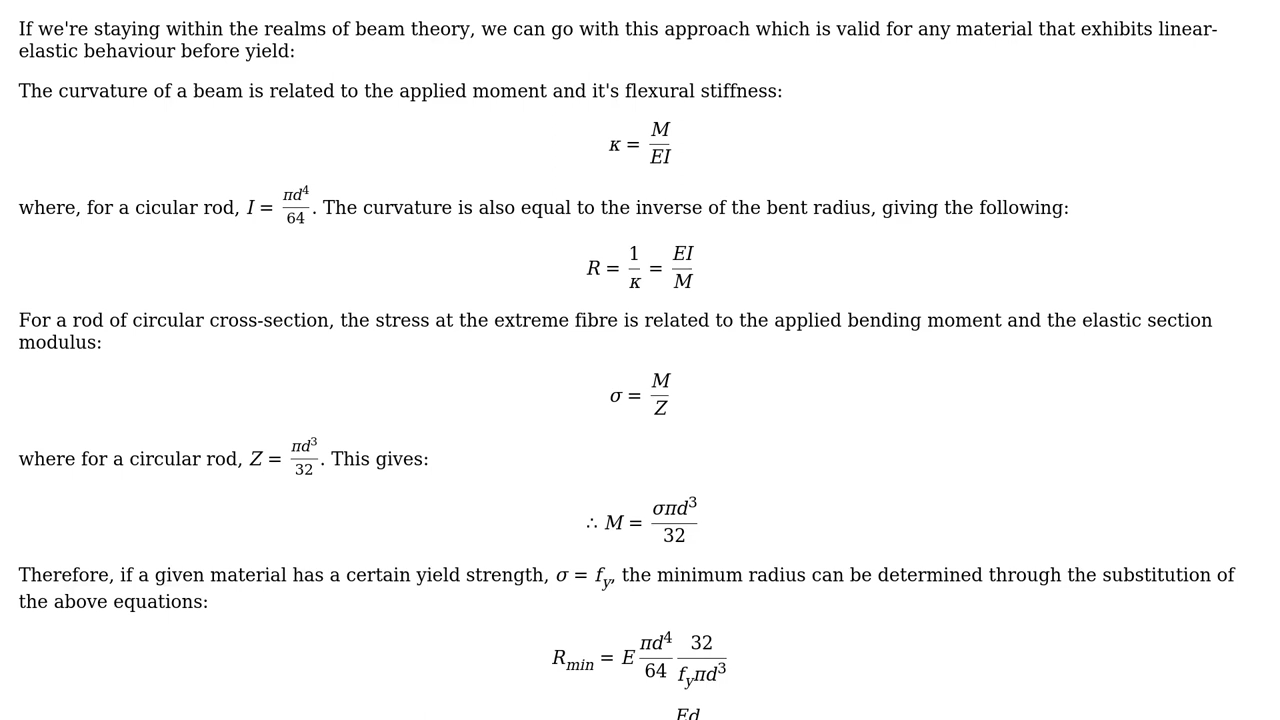 If we're staying within the realms of beam theory, we can go with this approach which is valid for any material that exhibits linear-
elastic behaviour before yield:
The curvature of a beam is related to the applied moment and it's flexural stiffness:
κ = M/EI
where, for a cicular rod, I = πd⁴/64. The curvature is also equal to the inverse of the bent radius, giving the following:
R = 1/κ = EI/M
For a rod of circular cross-section, the stress at the extreme fibre is related to the applied bending moment and the elastic section
modulus:
σ = M/Z
where for a circular rod, Z = πd³/32. This gives:
∴ M = σπd³/32
Therefore, if a given material has a certain yield strength, σ = f_y, the minimum radius can be determined through the substitution of
the above equations:
R_min = E πd⁴/64 32/f_yπd³
Ed